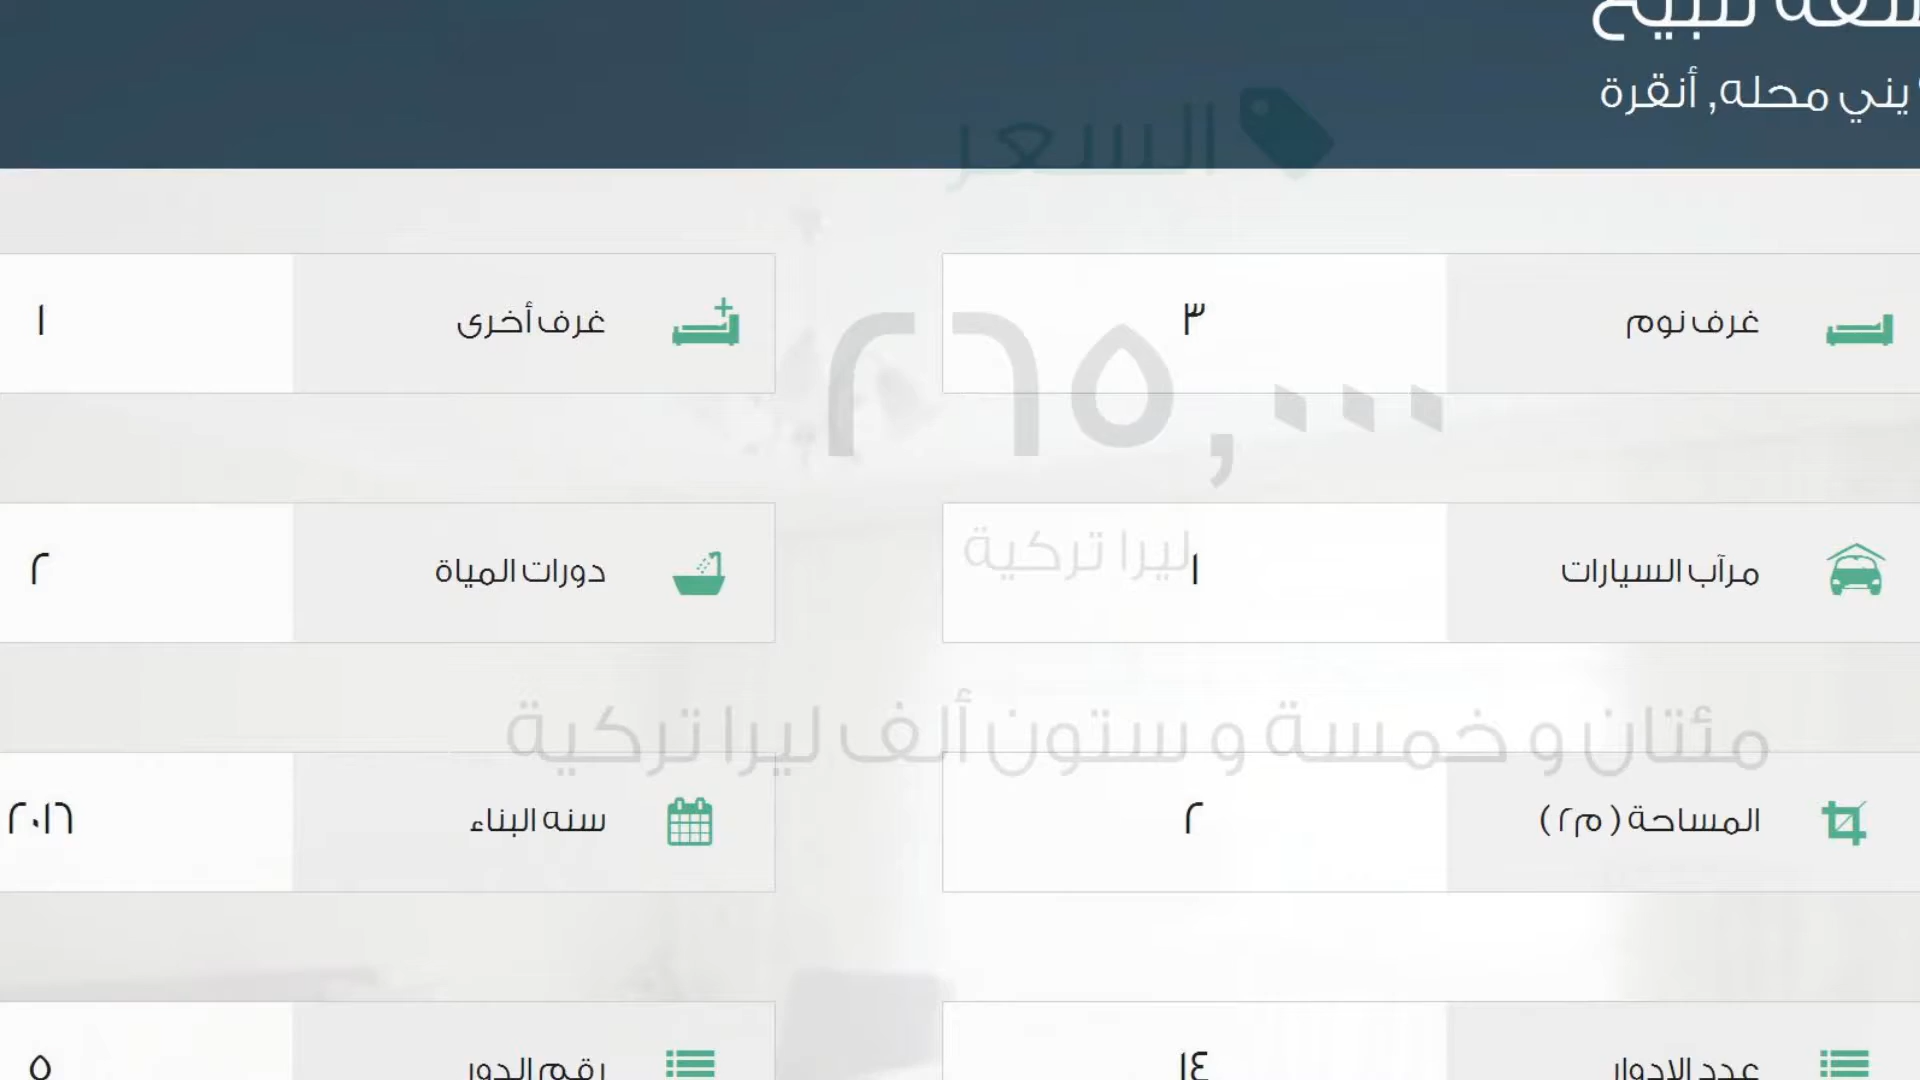 شقة للبيع
يني محله, أنقرة
السعر
غرف نوم ٣
غرف أخرى ١
٢٦٥,٠٠٠
مرآب السيارات ١
دورات المياة ٢
ليرا تركية
مئتان و خمسة و ستون ألف ليرا تركية
المساحة ( م٢ ) ٢
سنه البناء ٢٠١٦
عدد الادوار ١٤
رقم الدور ٥